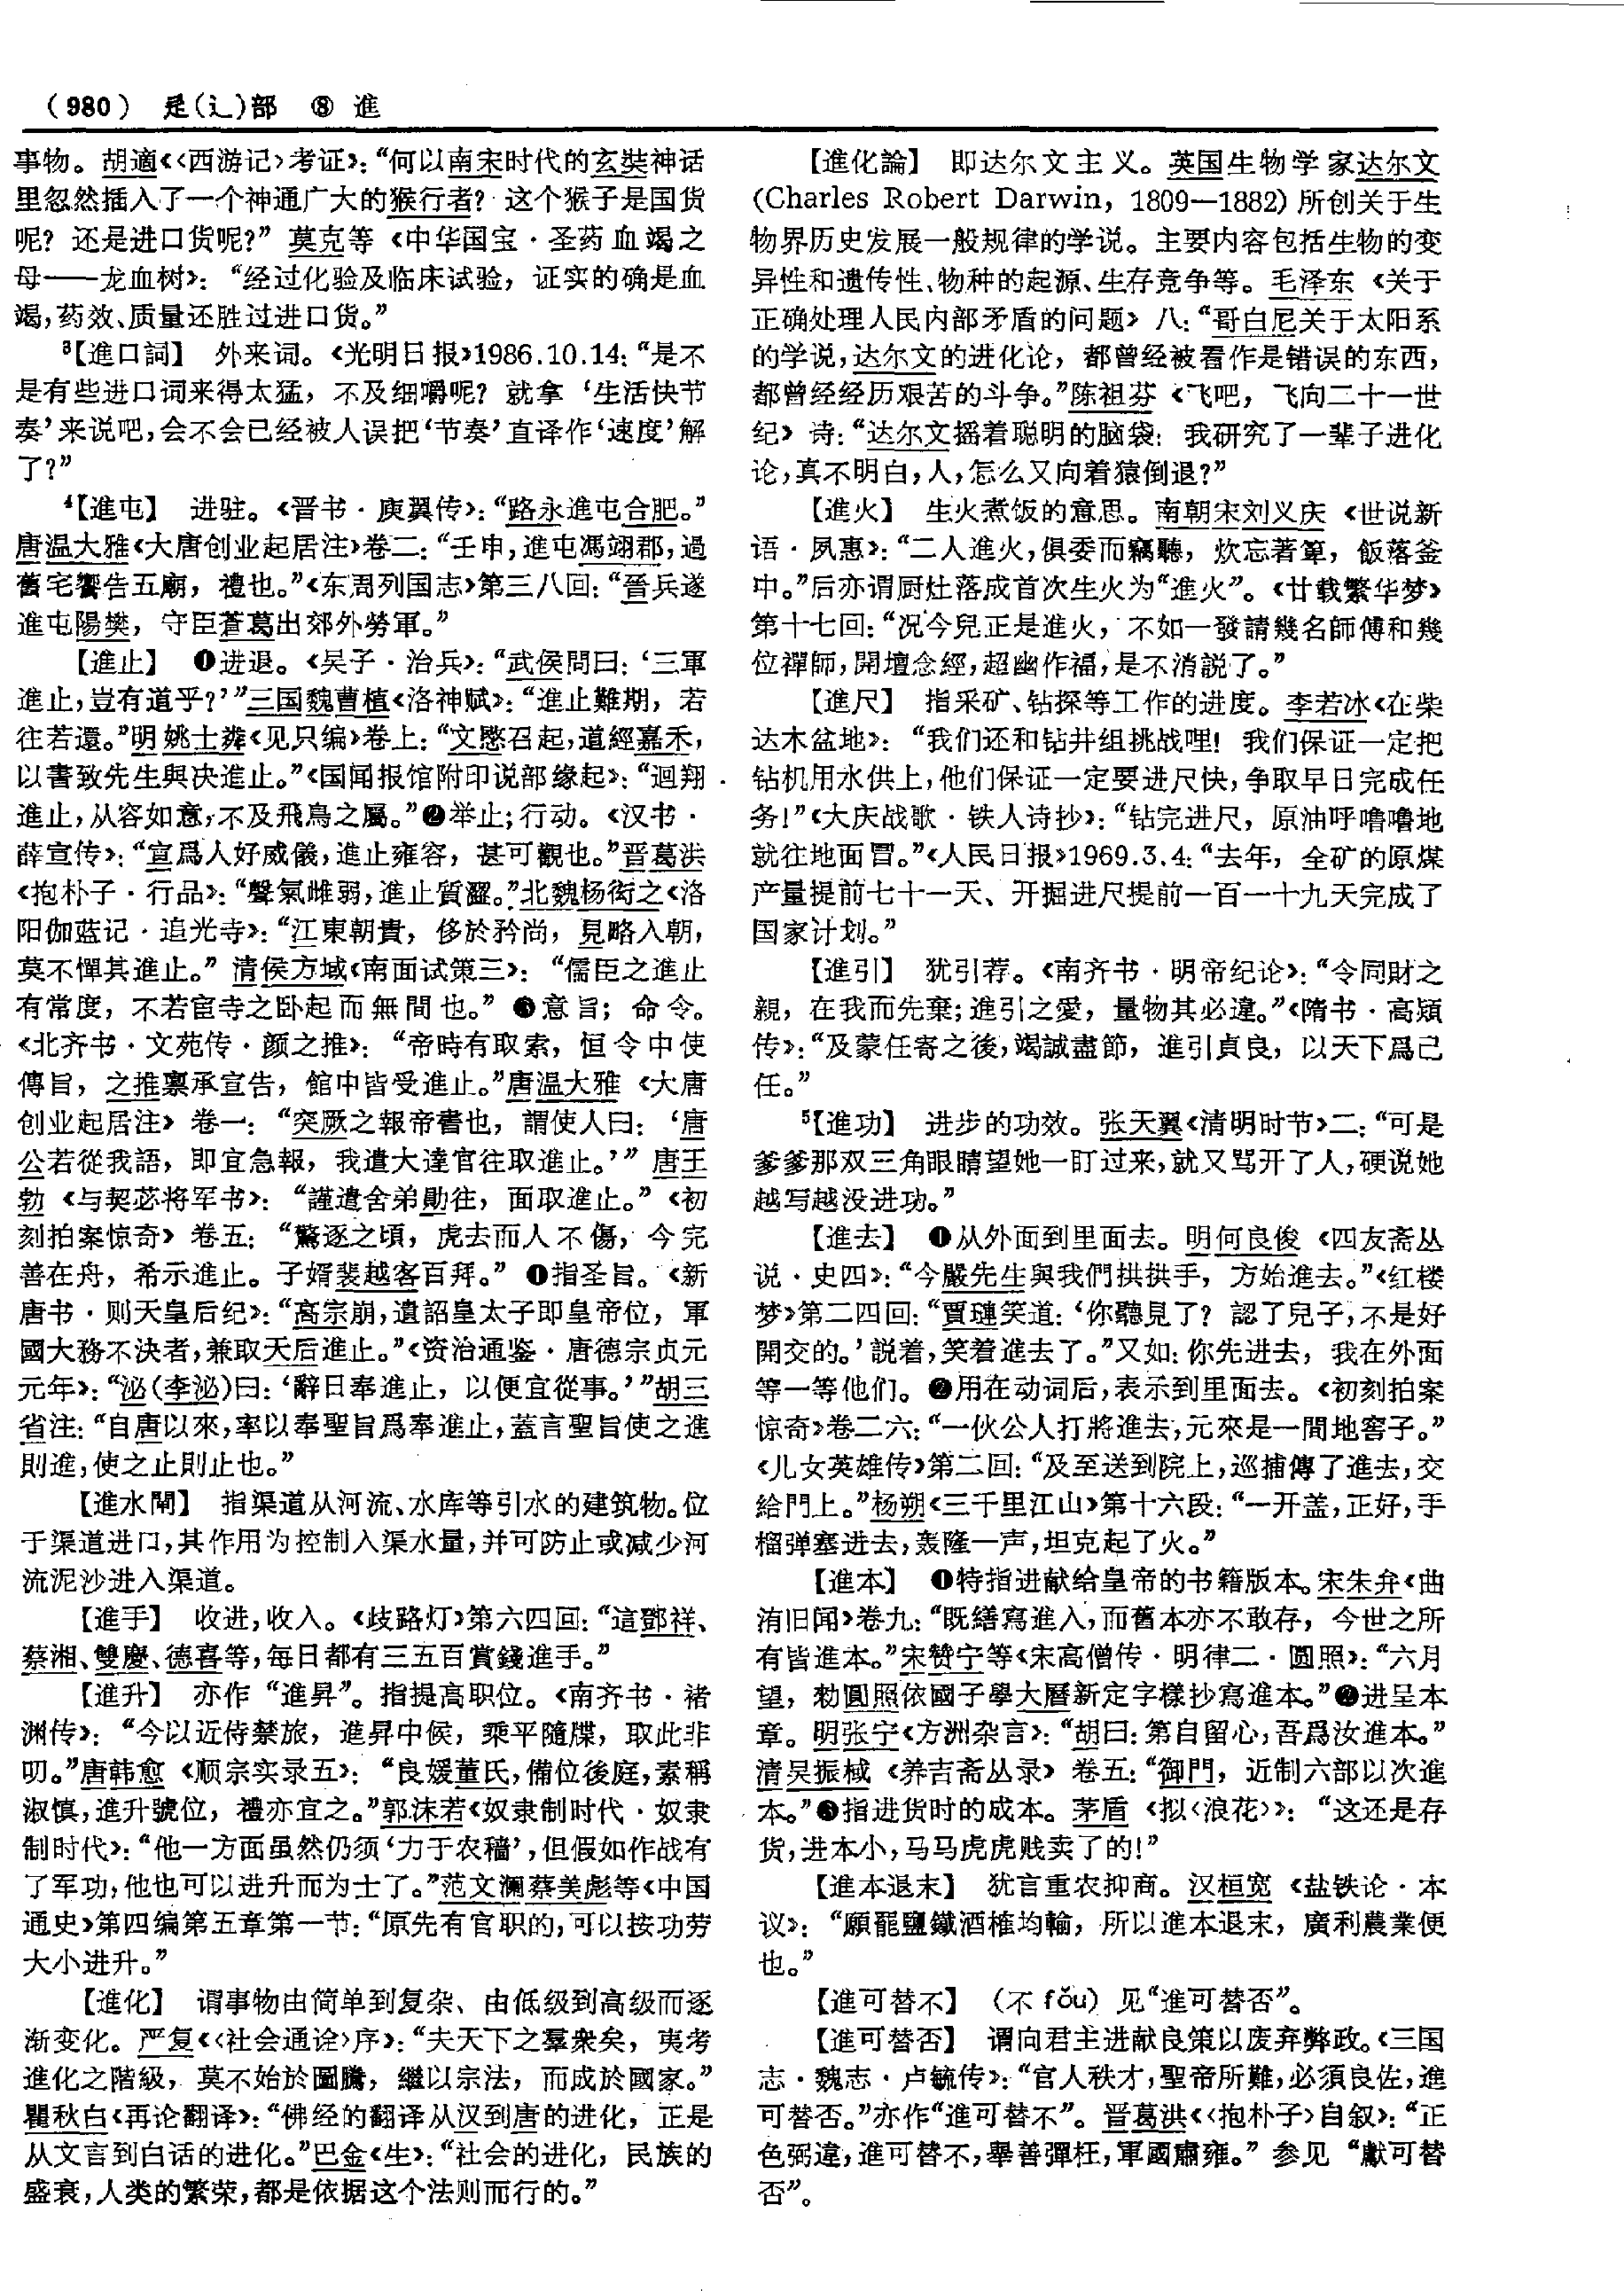 （980） 辵(辶)部 ⑧ 進
事物。胡適《〈西游记〉考证》：“何以南宋时代的玄奘神话
里忽然插入了一个神通广大的猴行者？这个猴子是国货
呢？还是进口货呢？”莫克等《中华国宝·圣药血竭之
母——龙血树》：“经过化验及临床试验，证实的确是血
竭，药效、质量还胜过进口货。”
³【進口詞】 外来词。《光明日报》1986.10.14：“是不
是有些进口词来得太猛，不及细嚼呢？就拿‘生活快节
奏’来说吧，会不会已经被人误把‘节奏’直译作‘速度’解
了？”
⁴【進屯】 进驻。《晋书·庾翼传》：“路永進屯合肥。”
唐温大雅《大唐创业起居注》卷二：“壬申，進屯馮翊郡，過
舊宅饗告五廟，禮也。”《东周列国志》第三八回：“晉兵遂
進屯陽樊，守臣蒼葛出郊外勞軍。”
【進止】 ❶进退。《吴子·治兵》：“武侯問曰：‘三軍
進止，豈有道乎？’”三国魏曹植《洛神赋》：“進止難期，若
往若還。”明姚士粦《见只编》卷上：“文愍召起，道經嘉禾，
以書致先生與决進止。”《国闻报馆附印说部缘起》：“迴翔
進止，从容如意，不及飛鳥之屬。”❷举止；行动。《汉书·
薛宣传》：“宣爲人好威儀，進止雍容，甚可觀也。”晋葛洪
《抱朴子·行品》：“聲氣雌弱，進止質澀。”北魏杨衒之《洛
阳伽蓝记·追光寺》：“江東朝貴，侈於矜尚，見略入朝，
莫不憚其進止。”清侯方域《南面试策三》：“儒臣之進止
有常度，不若宦寺之卧起而無間也。”❸意旨；命令。
《北齐书·文苑传·颜之推》：“帝時有取索，恒令中使
傳旨，之推禀承宣告，館中皆受進止。”唐温大雅《大唐
创业起居注》卷一：“突厥之報帝書也，謂使人曰：‘唐
公若從我語，即宜急報，我遣大達官往取進止。’”唐王
勃《与契苾将军书》：“謹遣舍弟勛往，面取進止。”《初
刻拍案惊奇》卷五：“驚逐之頃，虎去而人不傷，今完
善在舟，希示進止。子婿裴越客百拜。”❶指圣旨。《新
唐书·则天皇后纪》：“高宗崩，遺詔皇太子即皇帝位，軍
國大務不決者，兼取天后進止。”《资治通鉴·唐德宗贞元
元年》：“泌(李泌)曰：‘辭日奉進止，以便宜從事。’”胡三
省注：“自唐以來，率以奉聖旨爲奉進止，蓋言聖旨使之進
則進，使之止則止也。”
【進水閘】 指渠道从河流、水库等引水的建筑物。位
于渠道进口，其作用为控制入渠水量，并可防止或减少河
流泥沙进入渠道。
【進手】 收进，收入。《歧路灯》第六四回：“這鄧祥、
蔡湘、雙慶、德喜等，每日都有三五百賞錢進手。”
【進升】 亦作“進昇”。指提高职位。《南齐书·褚
渊传》：“今以近侍禁旅，進昇中候，乘平隨牒，取此非
叨。”唐韩愈《顺宗实录五》：“良媛董氏，備位後庭，素稱
淑慎，進升號位，禮亦宜之。”郭沫若《奴隶制时代·奴隶
制时代》：“他一方面虽然仍须‘力于农穑’，但假如作战有
了军功，他也可以进升而为士了。”范文澜蔡美彪等《中国
通史》第四编第五章第一节：“原先有官职的，可以按功劳
大小进升。”
【進化】 谓事物由简单到复杂、由低级到高级而逐
渐变化。严复《〈社会通诠〉序》：“夫天下之羣衆矣，夷考
進化之階級，莫不始於圖騰，繼以宗法，而成於國家。”
瞿秋白《再论翻译》：“佛经的翻译从汉到唐的进化，正是
从文言到白话的进化。”巴金《生》：“社会的进化，民族的
盛衰，人类的繁荣，都是依据这个法则而行的。”
【進化論】 即达尔文主义。英国生物学家达尔文
(Charles Robert Darwin，1809—1882)所创关于生
物界历史发展一般规律的学说。主要内容包括生物的变
异性和遗传性、物种的起源、生存竞争等。毛泽东《关于
正确处理人民内部矛盾的问题》八：“哥白尼关于太阳系
的学说，达尔文的进化论，都曾经被看作是错误的东西，
都曾经经历艰苦的斗争。”陈祖芬《飞吧，飞向二十一世
纪》诗：“达尔文摇着聪明的脑袋：我研究了一辈子进化
论，真不明白，人，怎么又向着猿倒退？”
【進火】 生火煮饭的意思。南朝宋刘义庆《世说新
语·夙惠》：“二人進火，俱委而竊聽，炊忘著箄，飯落釜
中。”后亦谓厨灶落成首次生火为“進火”。《廿载繁华梦》
第十七回：“况今兒正是進火，不如一發請幾名師傅和幾
位禪師，開壇念經，超幽作福，是不消説了。”
【進尺】 指采矿、钻探等工作的进度。李若冰《在柴
达木盆地》：“我们还和钻井组挑战哩！我们保证一定把
钻机用水供上，他们保证一定要进尺快，争取早日完成任
务！”《大庆战歌·铁人诗抄》：“钻完进尺，原油呼噜噜地
就往地面冒。”《人民日报》1969.3.4：“去年，全矿的原煤
产量提前七十一天、开掘进尺提前一百一十九天完成了
国家计划。”
【進引】 犹引荐。《南齐书·明帝纪论》：“令同財之
親，在我而先棄；進引之愛，量物其必違。”《隋书·高熲
传》：“及蒙任寄之後，竭誠盡節，進引貞良，以天下爲己
任。”
⁵【進功】 进步的功效。张天翼《清明时节》二：“可是
爹爹那双三角眼睛望她一盯过来，就又骂开了人，硬说她
越写越没进功。”
【進去】 ❶从外面到里面去。明何良俊《四友斋丛
说·史四》：“今嚴先生與我們拱拱手，方始進去。”《红楼
梦》第二四回：“賈璉笑道：‘你聽見了？認了兒子，不是好
開交的。’説着，笑着進去了。”又如：你先进去，我在外面
等一等他们。❷用在动词后，表示到里面去。《初刻拍案
惊奇》卷二六：“一伙公人打將進去，元來是一間地窖子。”
《儿女英雄传》第二回：“及至送到院上，巡捕傳了進去，交
給門上。”杨朔《三千里江山》第十六段：“一开盖，正好，手
榴弹塞进去，轰隆一声，坦克起了火。”
【進本】 ❶特指进献给皇帝的书籍版本。宋朱弁《曲
洧旧闻》卷九：“既繕寫進入，而舊本亦不敢存，今世之所
有皆進本。”宋赞宁等《宋高僧传·明律二·圆照》：“六月
望，勑圓照依國子學大曆新定字樣抄寫進本。”❷进呈本
章。明张宁《方洲杂言》：“胡曰：第自留心，吾爲汝進本。”
清吴振棫《养吉斋丛录》卷五：“御門，近制六部以次進
本。”❸指进货时的成本。茅盾《拟〈浪花〉》：“这还是存
货，进本小，马马虎虎贱卖了的！”
【進本退末】 犹言重农抑商。汉桓宽《盐铁论·本
议》：“願罷鹽鐵酒榷均輸，所以進本退末，廣利農業便
也。”
【進可替不】 （不 fǒu）见“進可替否”。
【進可替否】 谓向君主进献良策以废弃弊政。《三国
志·魏志·卢毓传》：“官人秩才，聖帝所難，必須良佐，進
可替否。”亦作“進可替不”。晋葛洪《〈抱朴子〉自叙》：“正
色弼違，進可替不，舉善彈枉，軍國肅雍。”参见“獻可替
否”。